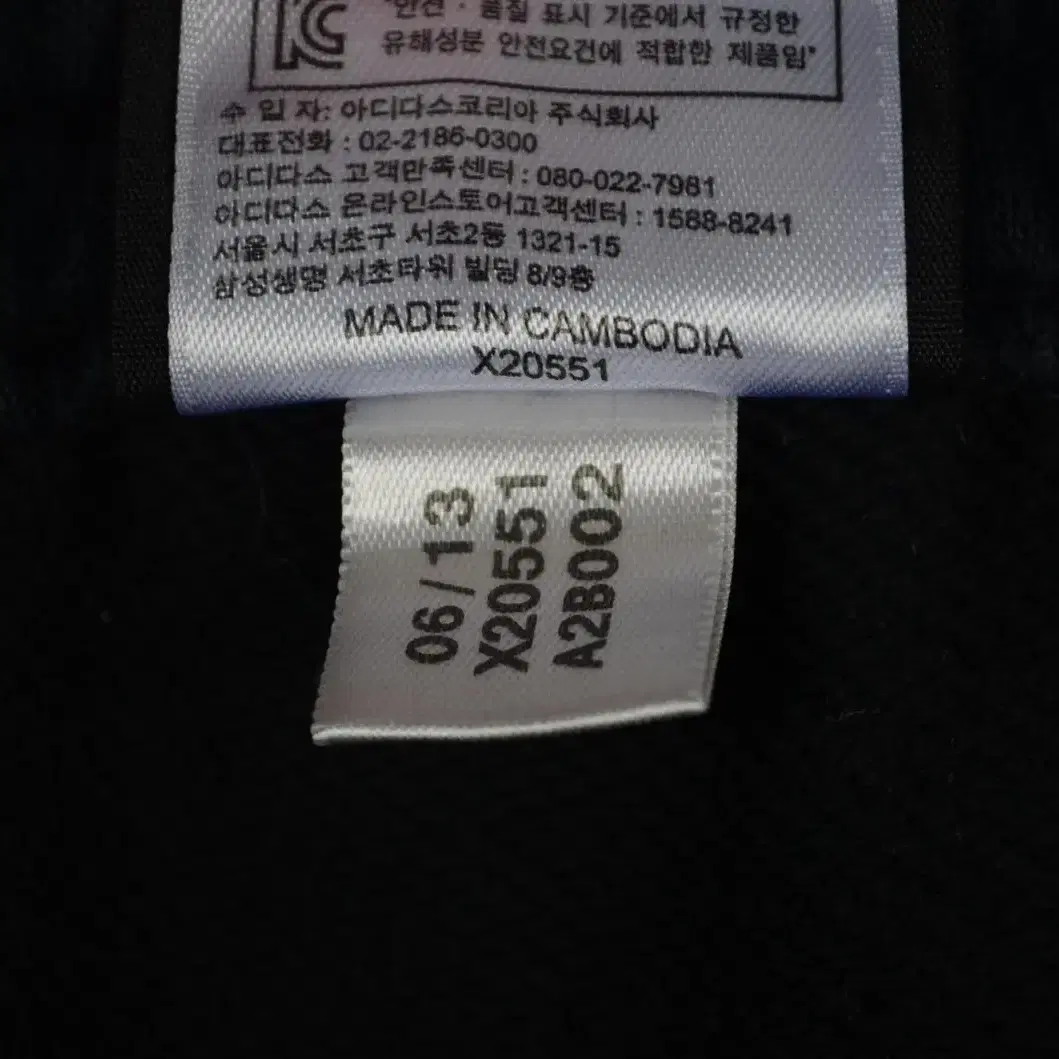 KC
"안전 · 품질 표시 기준에서 규정한
유해성분 안전요건에 적합한 제품임"
수 입 자: 아디다스코리아 주식회사
대표전화 : 02-2186-0300
아디다스 고객만족센터 : 080-022-7981
아디다스 온라인스토어고객센터 : 1588-8241
서울시 서초구 서초2동 1321-15
삼성생명 서초타워 빌딩 8/9층
MADE IN CAMBODIA
X20551
06/13
X20551
A2B002